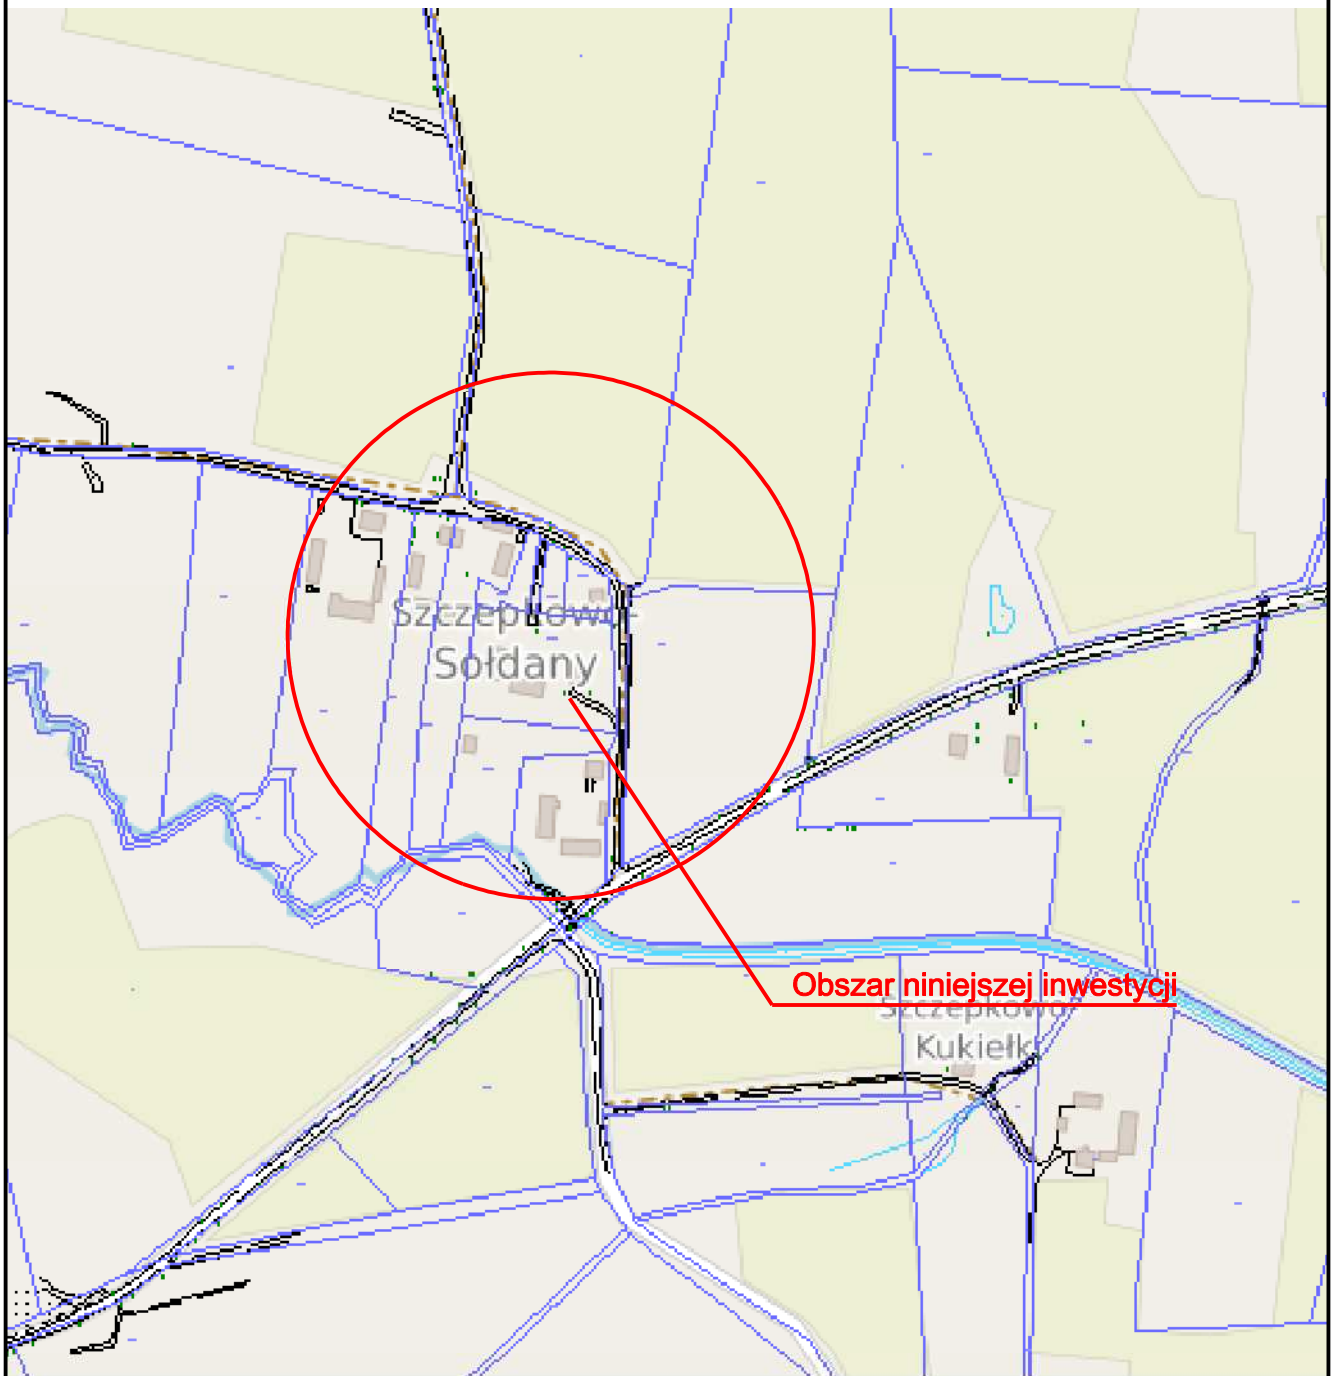 Szczepkowo-
Sołdany
Obszar niniejszej inwestycji
Szczepkowo-
Kukiełki